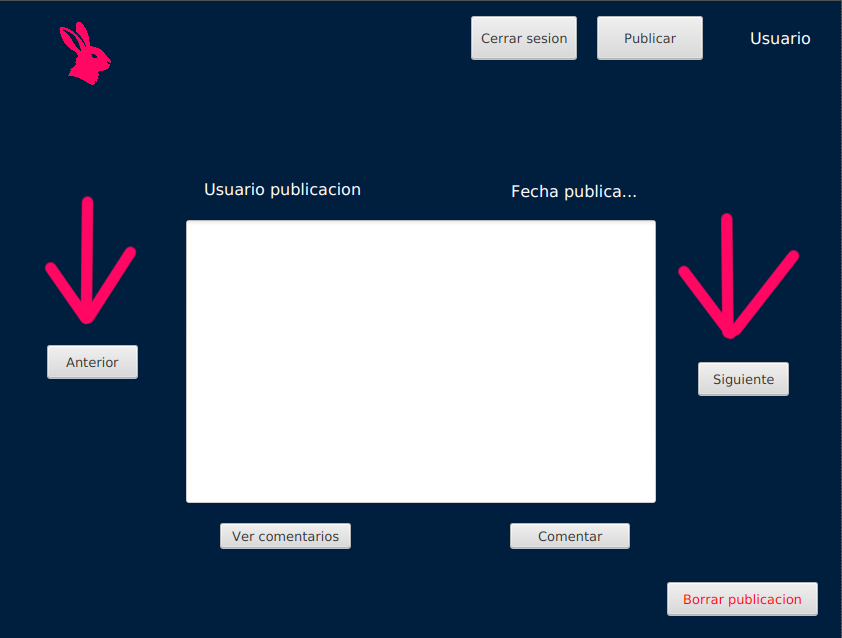 Cerrar sesion
Publicar
Usuario
Usuario publicacion
Fecha publica...
Anterior
Siguiente
Ver comentarios
Comentar
Borrar publicacion